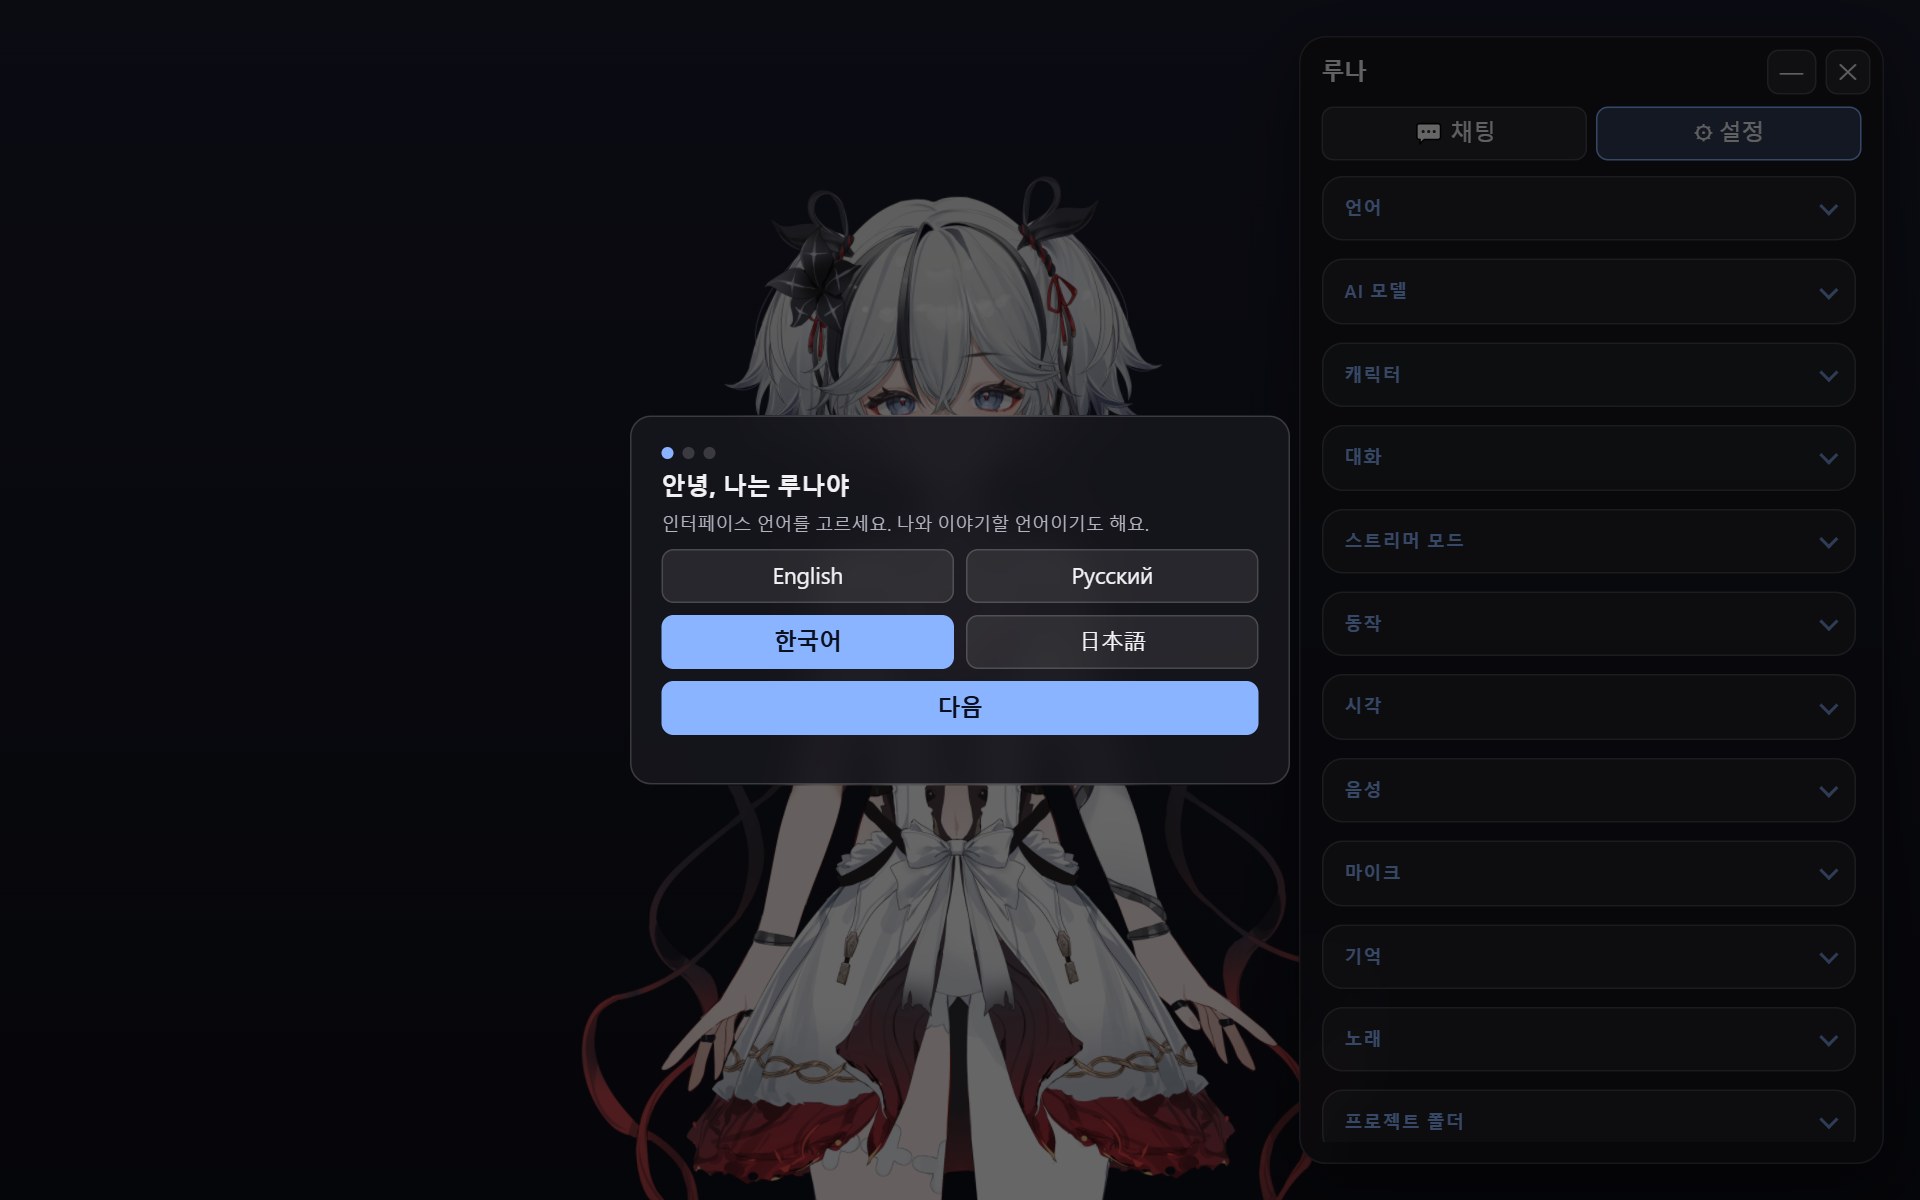 루나
채팅
설정
언어
AI 모델
캐릭터
대화
스트리머 모드
동작
시각
음성
마이크
기억
노래
프로젝트 폴더
안녕, 나는 루나야
인터페이스 언어를 고르세요. 나와 이야기할 언어이기도 해요.
English
Русский
한국어
日本語
다음